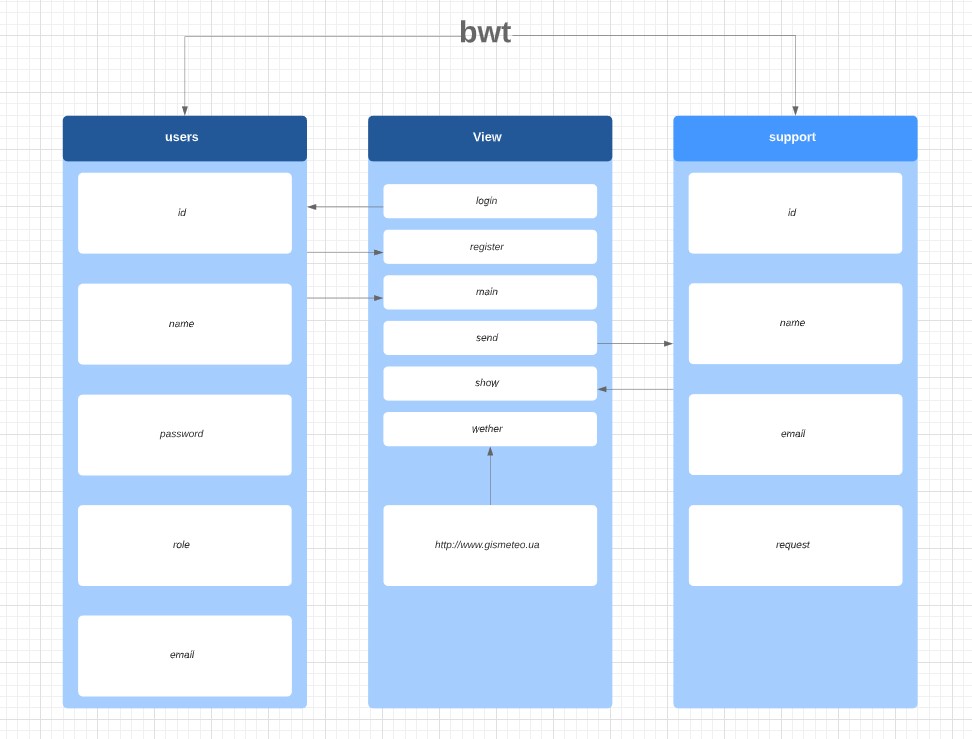 bwt
users
id
name
password
role
email
View
login
register
main
send
show
wether
http://www.gismeteo.ua
support
id
name
email
request